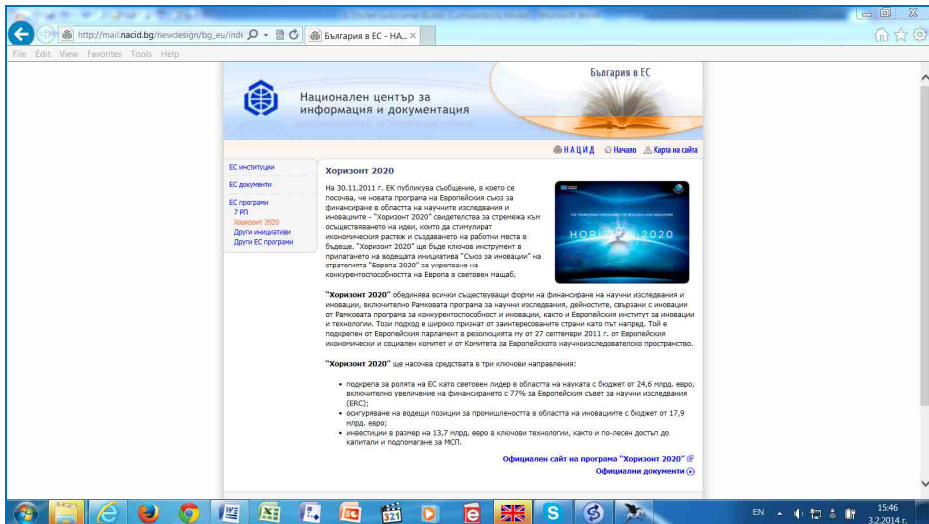 http://mail.nacid.bg/newdesign/bg_eu/inde
България в ЕС - НА...
File Edit View Favorites Tools Help
Национален център за
информация и документация
България в ЕС
НАЦИД Начало Карта на сайта
ЕС институции
ЕС документи
ЕС програми
7 РП
Хоризонт 2020
Други инициативи
Други ЕС програми
Хоризонт 2020
На 30.11.2011 г. ЕК публикува съобщение, в което се
посочва, че новата програма на Европейския съюз за
финансиране в областта на научните изследвания и
иновациите - "Хоризонт 2020" свидетелства за стремежа към
осъществяването на идеи, които да стимулират
икономическия растеж и създаването на работни места в
бъдеще. "Хоризонт 2020" ще бъде ключов инструмент в
прилагането на водещата инициатива "Съюз за иновации" на
стратегията "Европа 2020" за укрепване на
конкурентоспособността на Европа в световен мащаб.
THE FRAMEWORK PROGRAMME FOR RESEARCH AND INNOVATION
HORIZON 2020
"Хоризонт 2020" обединява всички съществуващи форми на финансиране на научни изследвания и
иновации, включително Рамковата програма за научни изследвания, дейностите, свързани с иновации
от Рамковата програма за конкурентоспособност и иновации, както и Европейския институт за иновации
и технологии. Този подход е широко признат от заинтересованите страни като път напред. Той е
подкрепен от Европейския парламент в резолюцията му от 27 септември 2011 г. от Европейския
икономически и социален комитет и от Комитета за Европейското научноизследователско пространство.
"Хоризонт 2020" ще насочва средствата в три ключови направления:
• подкрепа за ролята на ЕС като световен лидер в областта на науката с бюджет от 24,6 млрд. евро,
включително увеличение на финансирането с 77% за Европейския съвет за научни изследвания
(ERC);
• осигуряване на водещи позиции за промишлеността в областта на иновациите с бюджет от 17,9
млрд. евро;
• инвестиции в размер на 13,7 млрд. евро в ключови технологии, както и по-лесен достъп до
капитали и подпомагане за МСП.
Официален сайт на програма "Хоризонт 2020"
Официални документи
EN
15:46
3.2.2014 г.